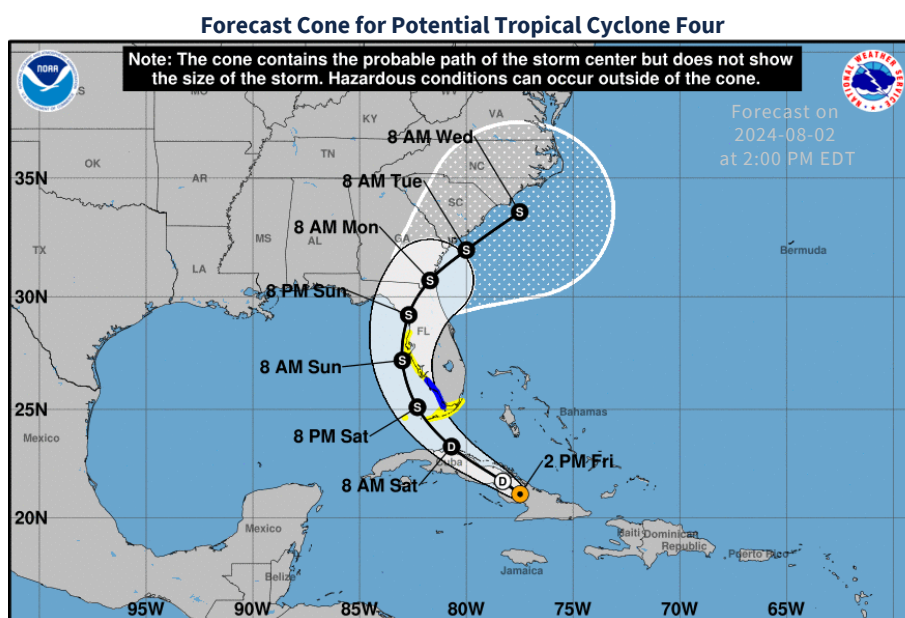 Forecast Cone for Potential Tropical Cyclone Four
Note: The cone contains the probable path of the storm center but does not show
the size of the storm. Hazardous conditions can occur outside of the cone.
NOAA
NATIONAL WEATHER SERVICE
Forecast on
2024-08-02
at 2:00 PM EDT
MO
KY
WV
VA
8 AM Wed
OK
TN
NC
AR
35N
8 AM Tue
SC
MS
AL
GA
8 AM Mon
TX
Bermuda
LA
30N
8 PM Sun
FL
8 AM Sun
25N
Bahamas
Mexico
8 PM Sat
2 PM Fri
Cuba
8 AM Sat
D
D
S
S
S
S
S
S
20N
Mexico
Haiti
Dominican
Republic
Puerto Rico
Jamaica
Belize
95W
90W
85W
80W
75W
70W
65W